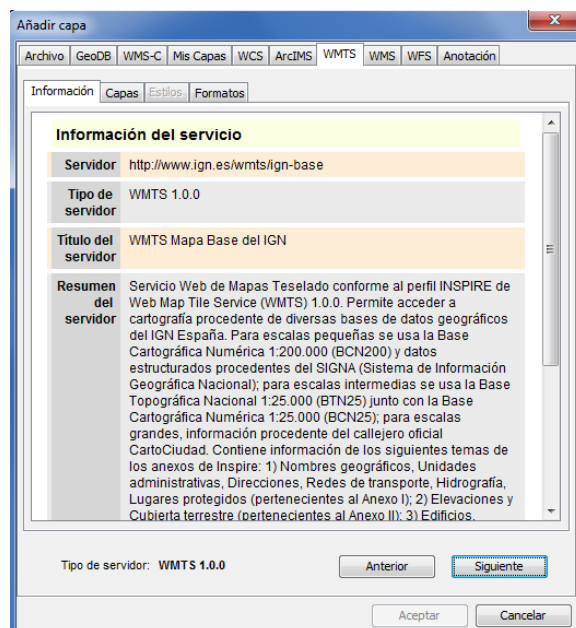 Añadir capa
Archivo GeoDB WMS-C Mis Capas WCS ArcIMS WMTS WMS WFS Anotación
Información Capas Estilos Formatos
Información del servicio
Servidor http://www.ign.es/wmts/ign-base
Tipo de WMTS 1.0.0
servidor
Título del WMTS Mapa Base del IGN
servidor
Resumen Servicio Web de Mapas Teselado conforme al perfil INSPIRE de
del Web Map Tile Service (WMTS) 1.0.0. Permite acceder a
servidor cartografía procedente de diversas bases de datos geográficos
del IGN España. Para escalas pequeñas se usa la Base
Cartográfica Numérica 1:200.000 (BCN200) y datos
estructurados procedentes del SIGNA (Sistema de Información
Geográfica Nacional); para escalas intermedias se usa la Base
Topográfica Nacional 1:25.000 (BTN25) junto con la Base
Cartográfica Numérica 1:25.000 (BCN25); para escalas
grandes, información procedente del callejero oficial
CartoCiudad. Contiene información de los siguientes temas de
los anexos de Inspire: 1) Nombres geográficos, Unidades
administrativas, Direcciones, Redes de transporte, Hidrografía,
Lugares protegidos (pertenecientes al Anexo I); 2) Elevaciones y
Cubierta terrestre (pertenecientes al Anexo II); 3) Edificios,
Tipo de servidor: WMTS 1.0.0 Anterior Siguiente
Aceptar Cancelar